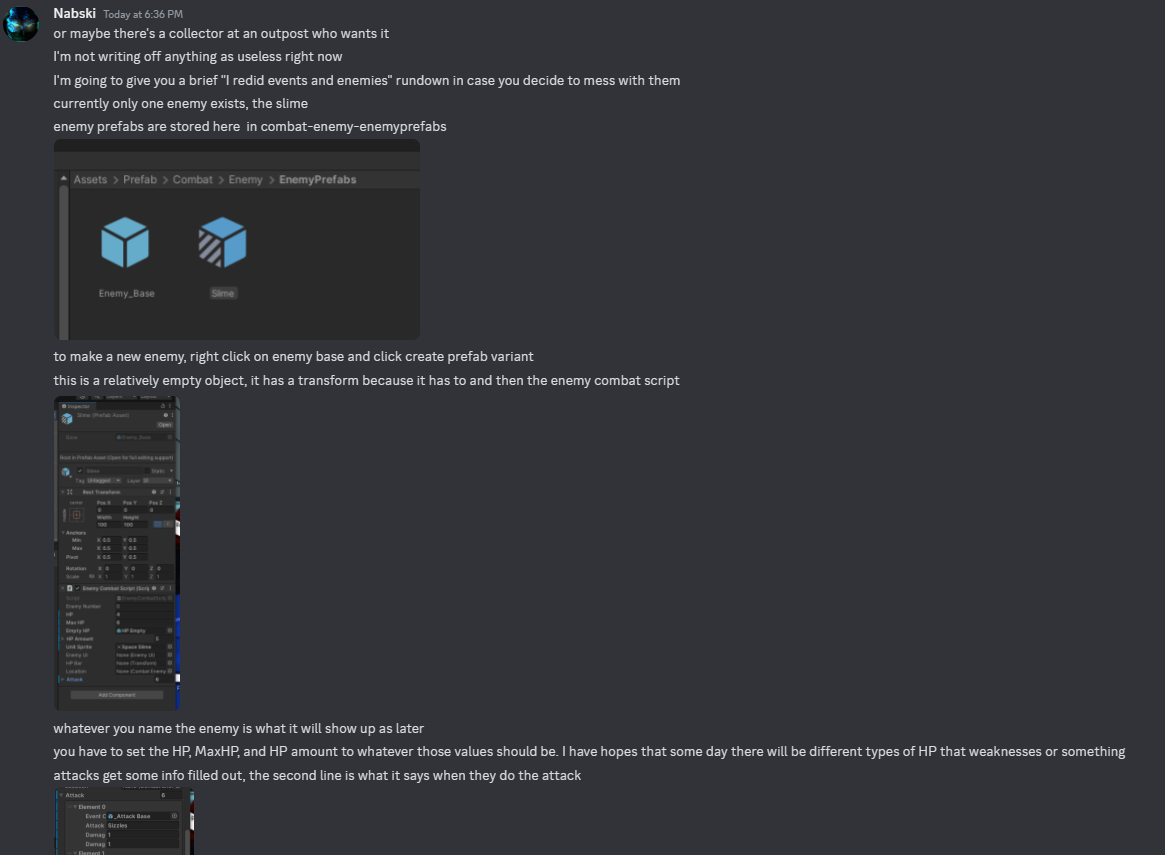 Nabski Today at 6:36 PM
or maybe there's a collector at an outpost who wants it
I'm not writing off anything as useless right now
I'm going to give you a brief "I redid events and enemies" rundown in case you decide to mess with them
currently only one enemy exists, the slime
enemy prefabs are stored here in combat-enemy-enemyprefabs
Assets > Prefab > Combat > Enemy > EnemyPrefabs
Enemy_Base
Slime
to make a new enemy, right click on enemy base and click create prefab variant
this is a relatively empty object, it has a transform because it has to and then the enemy combat script
Inspector
Slime (Prefab Asset)
Open
Base Enemy_Base
Root in Prefab Asset (Open for full editing support)
Tag Untagged Layer UI
Rect Transform
Pos X Pos Y Pos Z
0 0 0
Width Height
100 100
Anchors
Min X 0.5 Y 0.5
Max X 0.5 Y 0.5
Pivot X 0.5 Y 0.5
Rotation X 0 Y 0 Z 0
Scale X 1 Y 1 Z 1
Enemy Combat Script (Scrip
Script EnemyCombatScrip
Enemy Number 0
HP
Max HP
Empty HP HP Empty
HP Amount
Unit Sprite Space Slime
Enemy UI None (Enemy UI)
HP Bar None (Transform)
Location None (Combat Enemy
Attack 6
Add Component
whatever you name the enemy is what it will show up as later
you have to set the HP, MaxHP, and HP amount to whatever those values should be. I have hopes that some day there will be different types of HP that weaknesses or something
attacks get some info filled out, the second line is what it says when they do the attack
Attack 6
Element 0
Event C _Attack Base
Attack Sizzles
Damag 1
Damag 1
Element 1